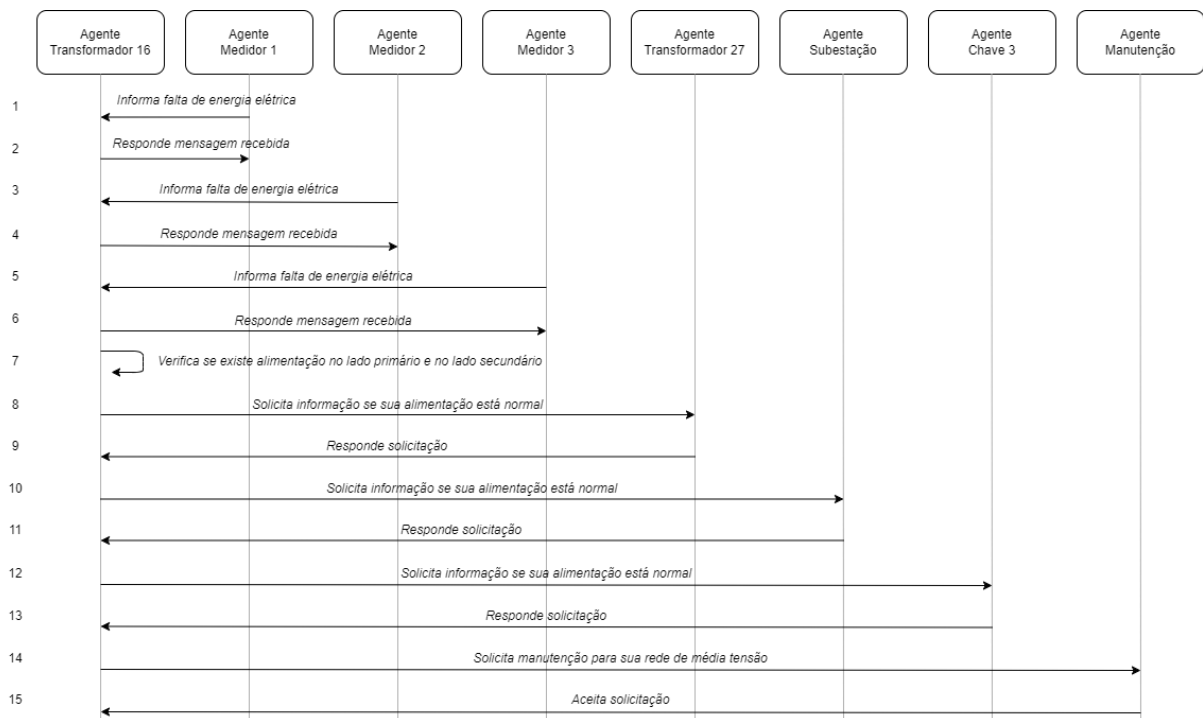 Agente
Transformador 16
Agente
Medidor 1
Agente
Medidor 2
Agente
Medidor 3
Agente
Transformador 27
Agente
Subestação
Agente
Chave 3
Agente
Manutenção
1
Informa falta de energia elétrica
2
Responde mensagem recebida
3
Informa falta de energia elétrica
4
Responde mensagem recebida
5
Informa falta de energia elétrica
6
Responde mensagem recebida
7
Verifica se existe alimentação no lado primário e no lado secundário
8
Solicita informação se sua alimentação está normal
9
Responde solicitação
10
Solicita informação se sua alimentação está normal
11
Responde solicitação
12
Solicita informação se sua alimentação está normal
13
Responde solicitação
14
Solicita manutenção para sua rede de média tensão
15
Aceita solicitação